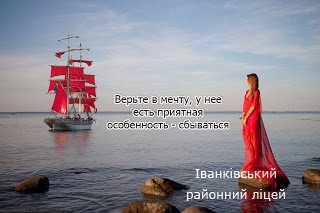 Верьте в мечту, у нее
есть приятная
особенность - сбываться
Іванківський
районний ліцей